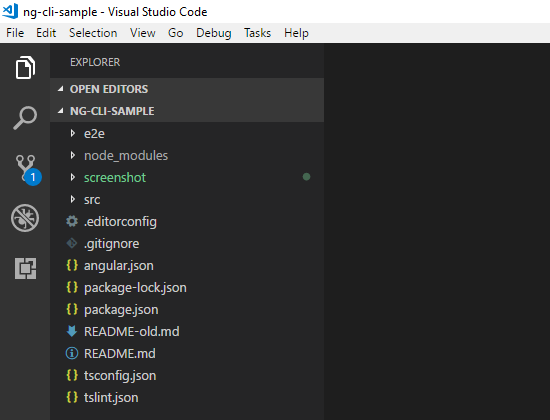 ng-cli-sample - Visual Studio Code
File Edit Selection View Go Debug Tasks Help
EXPLORER
OPEN EDITORS
NG-CLI-SAMPLE
e2e
node_modules
screenshot
src
1
.editorconfig
.gitignore
angular.json
package-lock.json
package.json
README-old.md
README.md
tsconfig.json
tslint.json